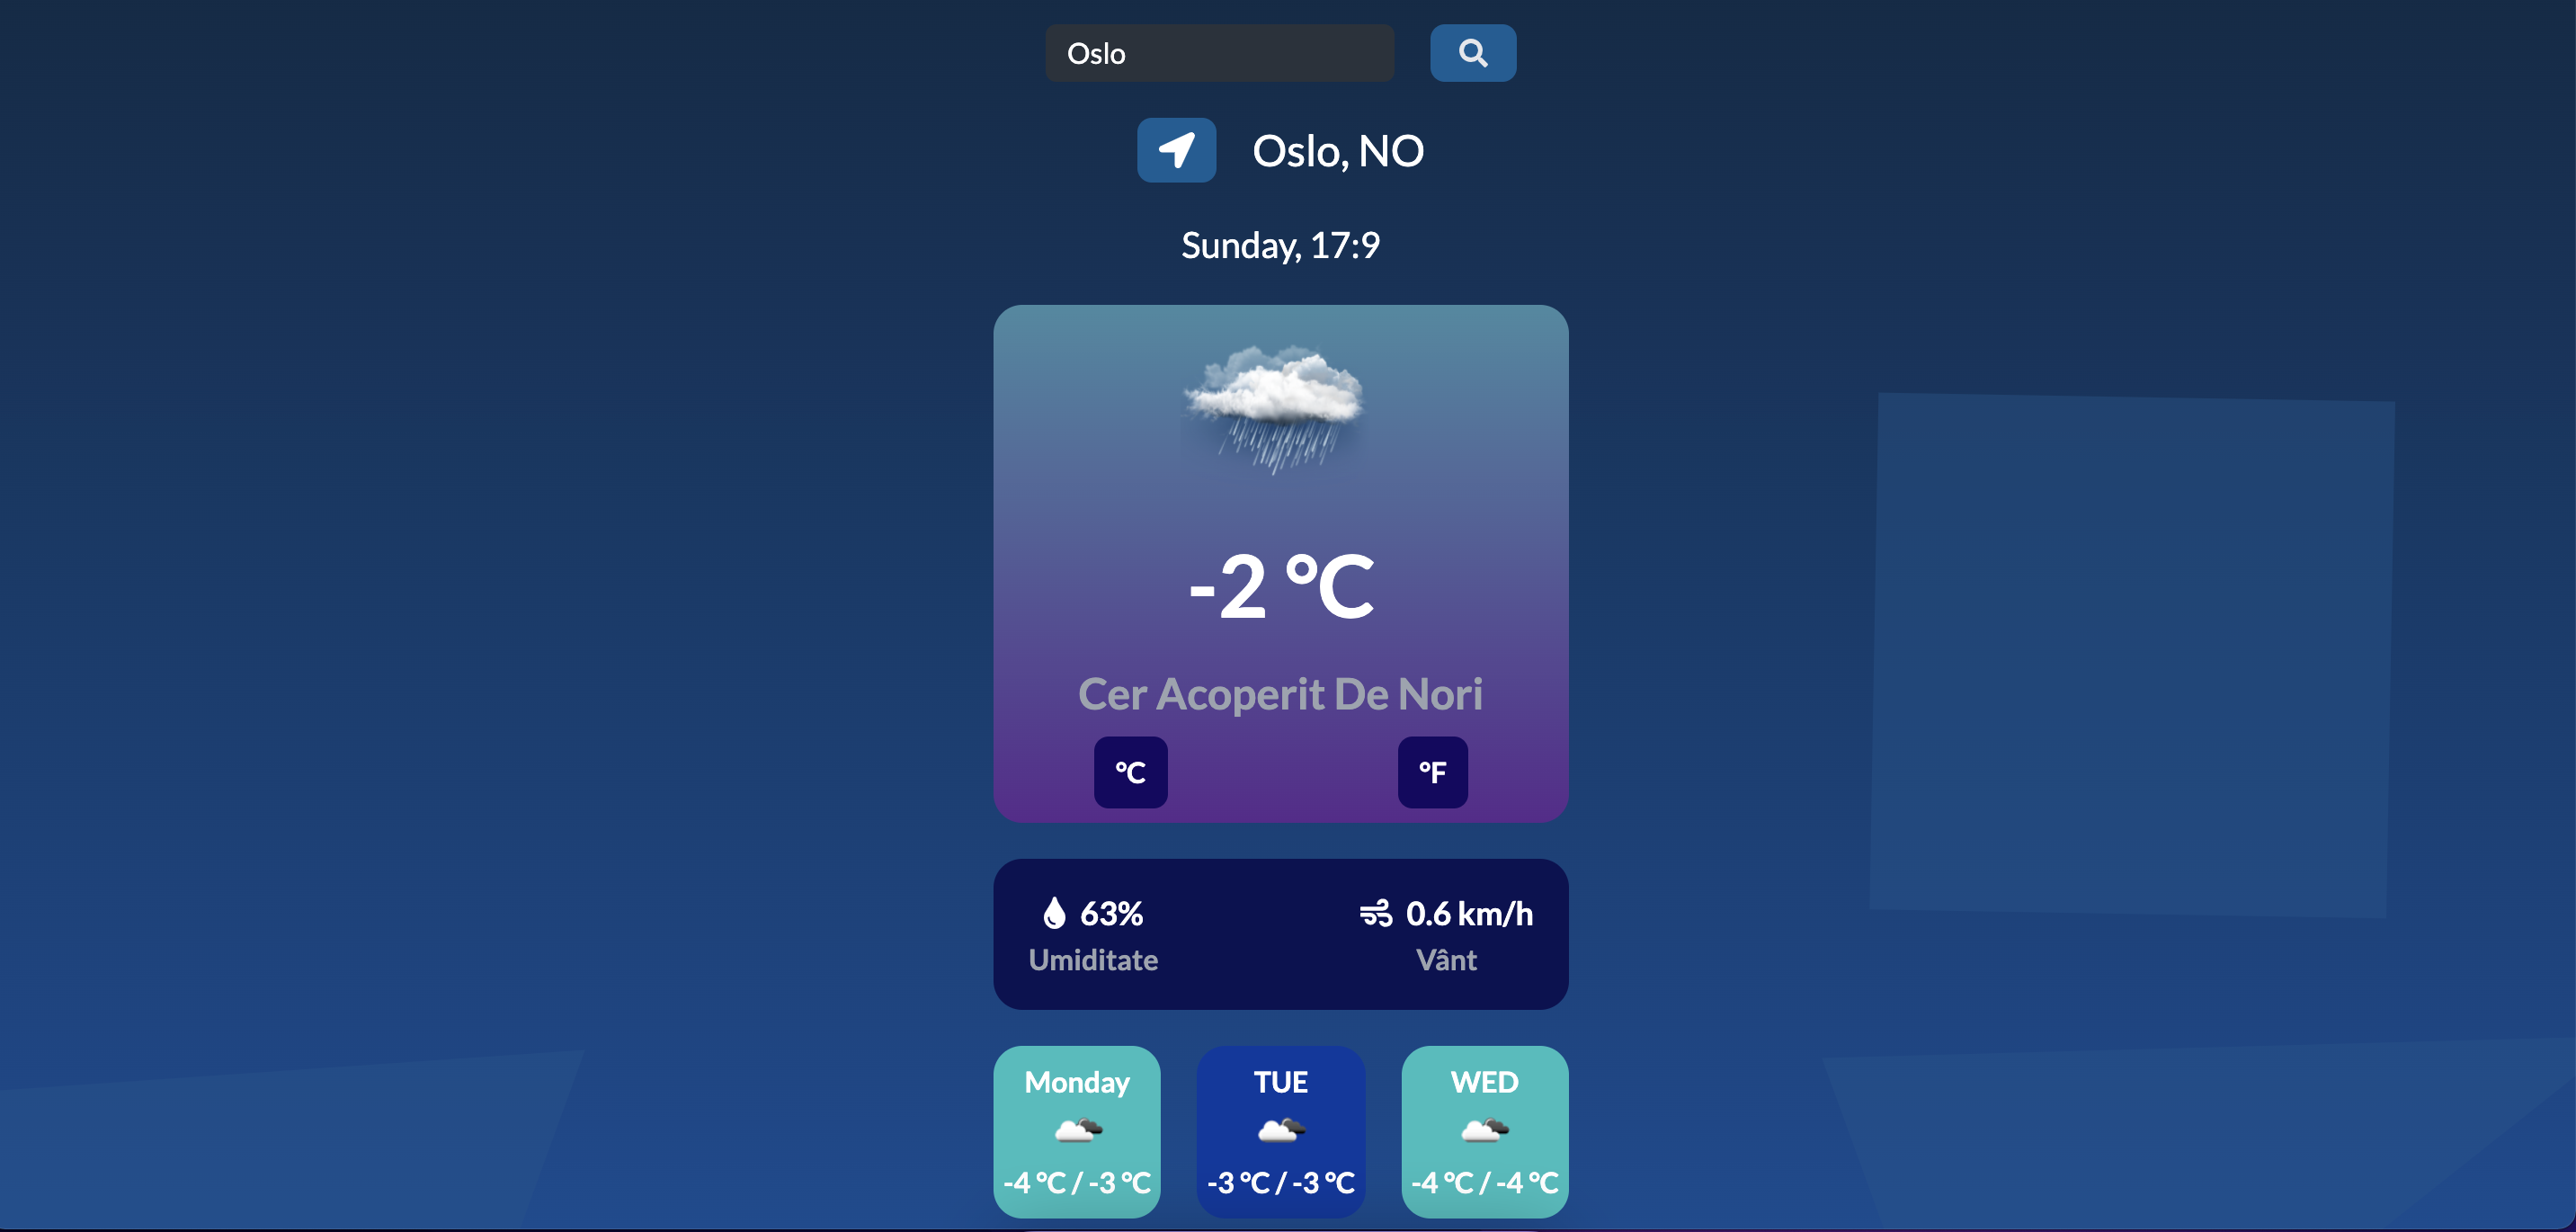 Oslo
Oslo, NO
Sunday, 17:9
-2 °C
Cer Acoperit De Nori
°C °F
63% 0.6 km/h
Umiditate Vânt
Monday TUE WED
-4 °C / -3 °C -3 °C / -3 °C -4 °C / -4 °C